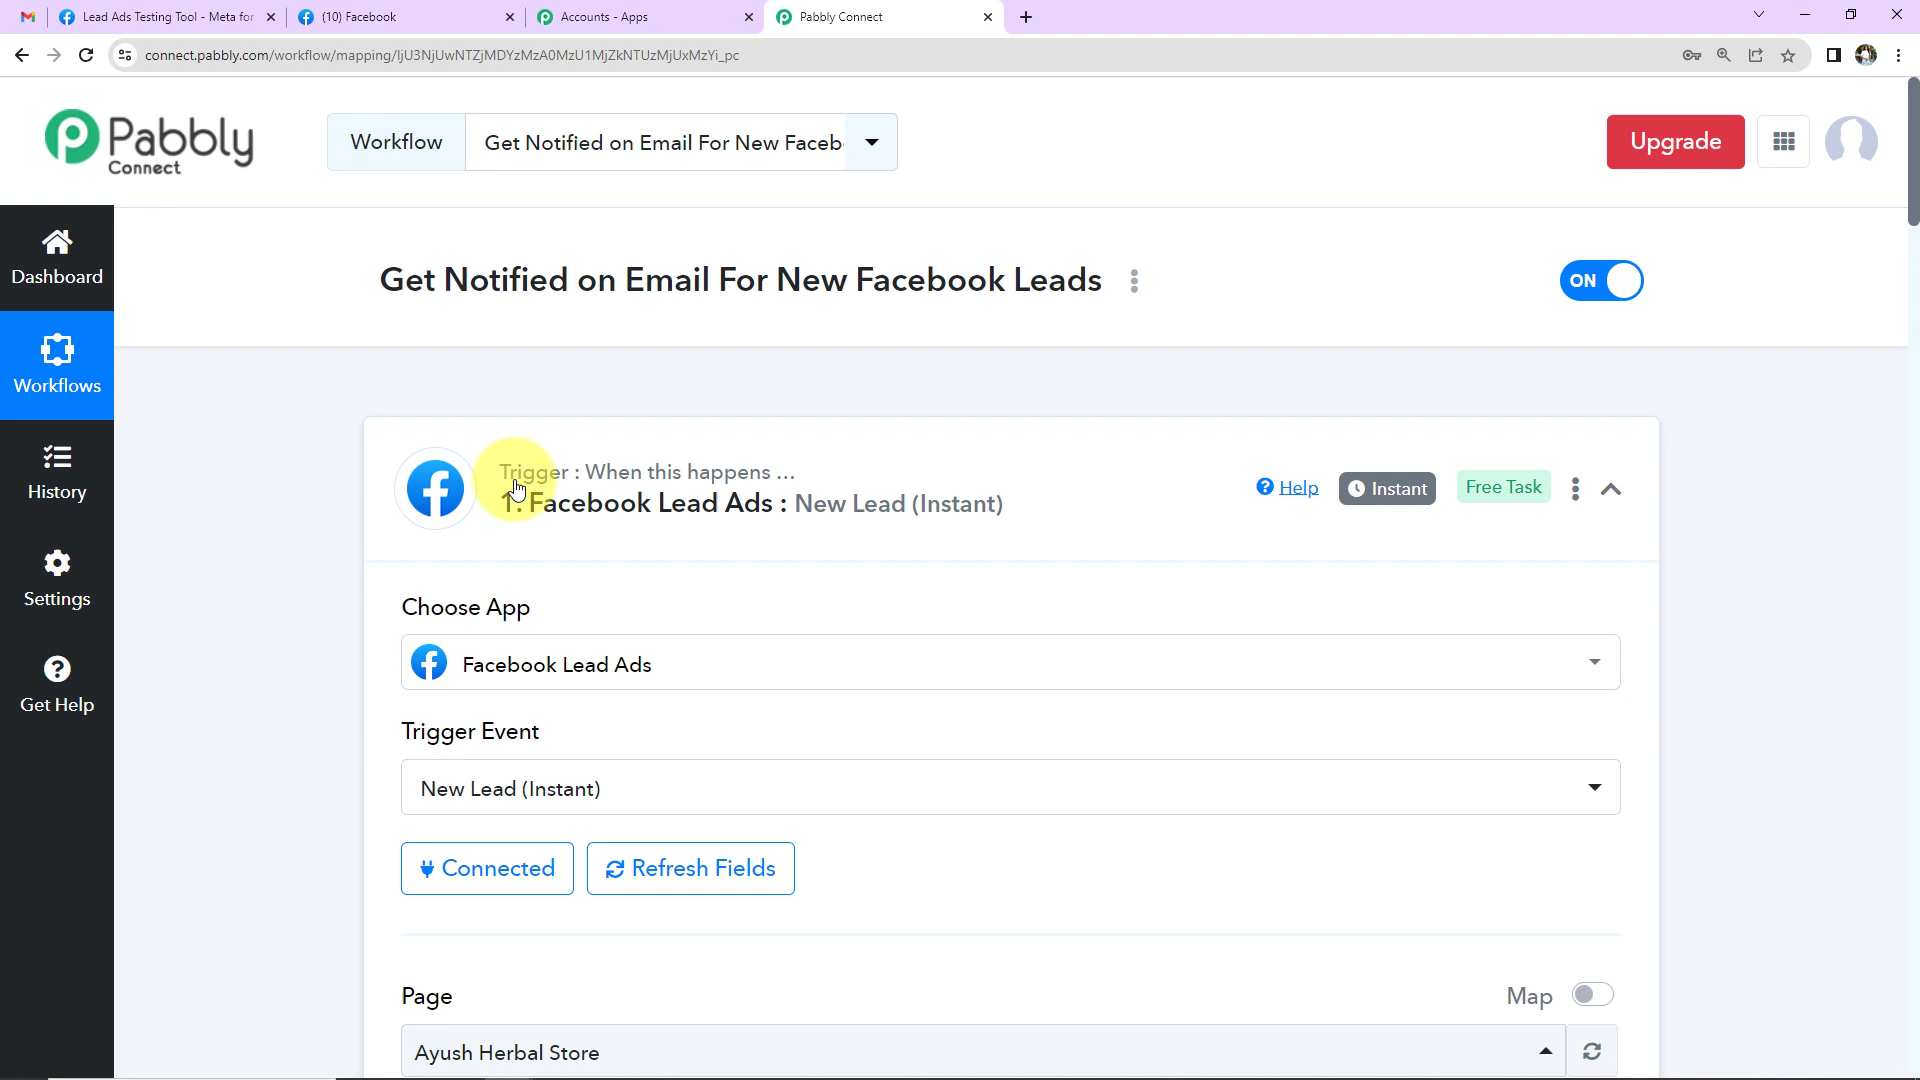 Lead Ads Testing Tool - Meta for
(10) Facebook
Accounts - Apps
Pabbly Connect
connect.pabbly.com/workflow/mapping/IjU3NjUwNTZjMDYzMzA0MzU1MjZkNTUzMjUxMzYi_pc
Pabbly
Connect
Workflow
Get Notified on Email For New Faceb
Upgrade
Dashboard
Workflows
History
Settings
Get Help
Get Notified on Email For New Facebook Leads
ON
Trigger : When this happens ...
1. Facebook Lead Ads : New Lead (Instant)
Help
Instant
Free Task
Choose App
Facebook Lead Ads
Trigger Event
New Lead (Instant)
Connected
Refresh Fields
Page
Map
Ayush Herbal Store